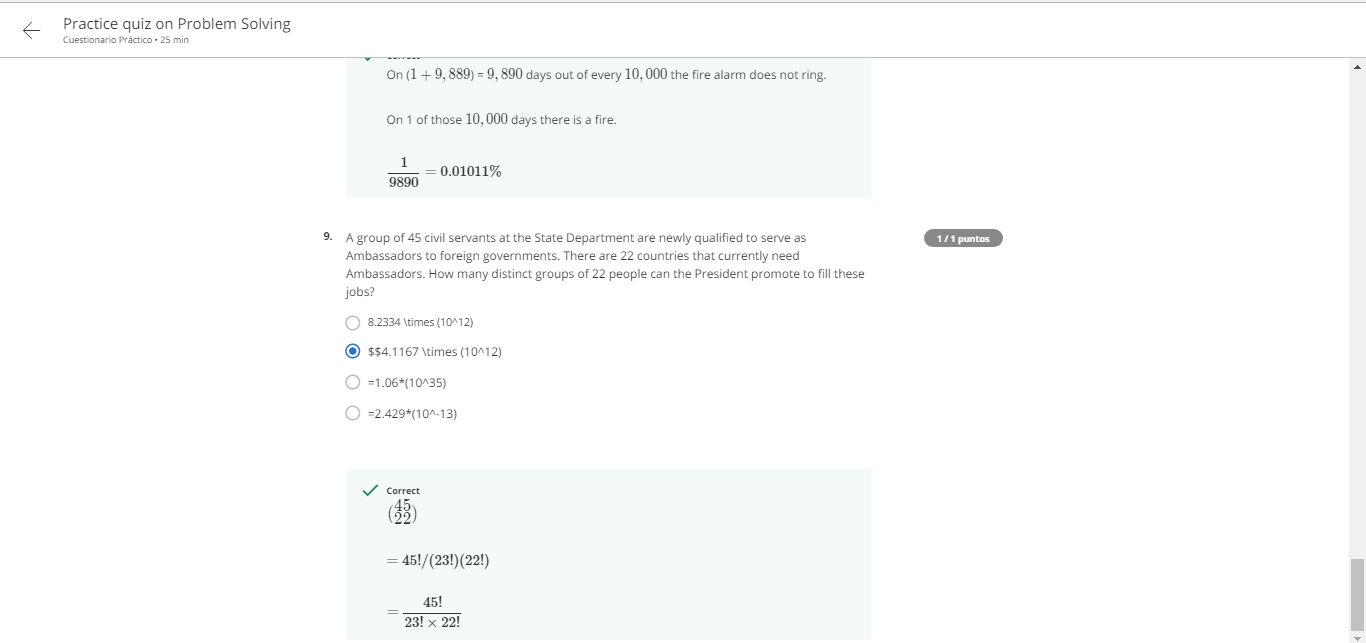 Practice quiz on Problem Solving
Cuestionario Práctico • 25 min
On (1 + 9, 889) = 9, 890 days out of every 10, 000 the fire alarm does not ring.
On 1 of those 10, 000 days there is a fire.
1/9890 = 0.01011%
9. A group of 45 civil servants at the State Department are newly qualified to serve as
Ambassadors to foreign governments. There are 22 countries that currently need
Ambassadors. How many distinct groups of 22 people can the President promote to fill these
jobs?
1 / 1 puntos
8.2334 \times (10^12)
$$4.1167 \times (10^12)
=1.06*(10^35)
=2.429*(10^-13)
Correct
(45 22)
= 45!/(23!)(22!)
= 45!/23! × 22!